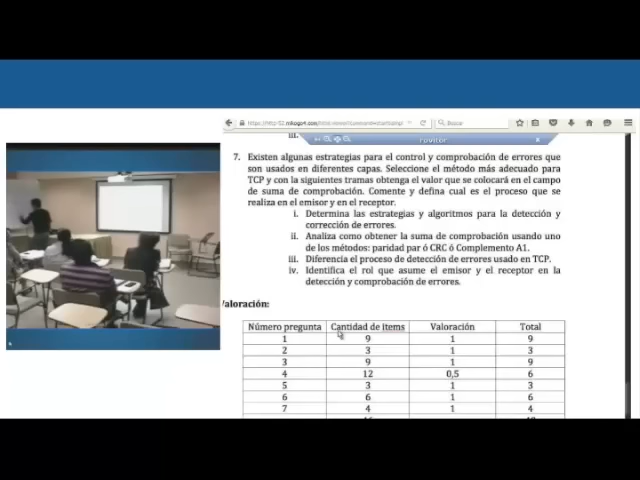 Buscar
iii.
7. Existen algunas estrategias para el control y comprobación de errores que
son usados en diferentes capas. Seleccione el método más adecuado para
TCP y con la siguientes tramas obtenga el valor que se colocará en el campo
de suma de comprobación. Comente y defina cual es el proceso que se
realiza en el emisor y en el receptor.
i. Determina las estrategias y algoritmos para la detección y
corrección de errores.
ii. Analiza como obtener la suma de comprobación usando uno
de los métodos: paridad par ó CRC ó Complemento A1.
iii. Diferencia el proceso de detección de errores usado en TCP.
iv. Identifica el rol que asume el emisor y el receptor en la
detección y comprobación de errores.
Valoración:
Número pregunta Cantidad de ítems Valoración Total
1 9 1 9
2 3 1 3
3 9 1 9
4 12 0,5 6
5 3 1 3
6 6 1 6
7 4 1 4